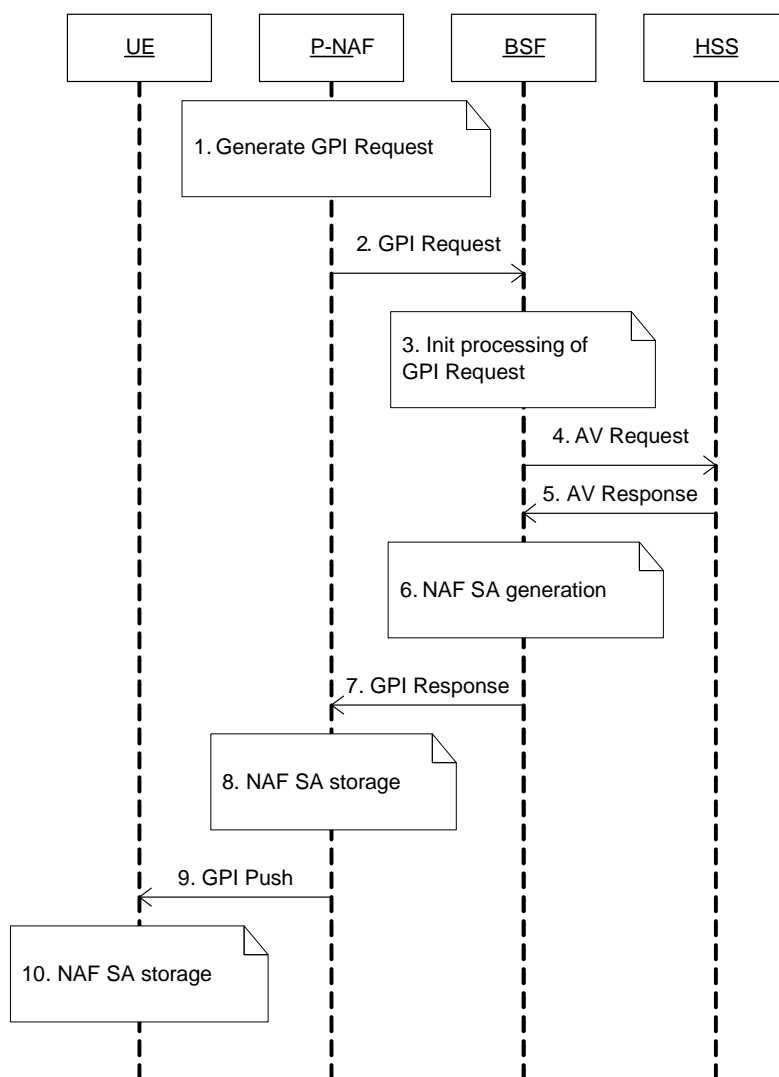 UE
P-NAF
BSF
HSS
1. Generate GPI Request
2. GPI Request
3. Init processing of
GPI Request
4. AV Request
5. AV Response
6. NAF SA generation
7. GPI Response
8. NAF SA storage
9. GPI Push
10. NAF SA storage